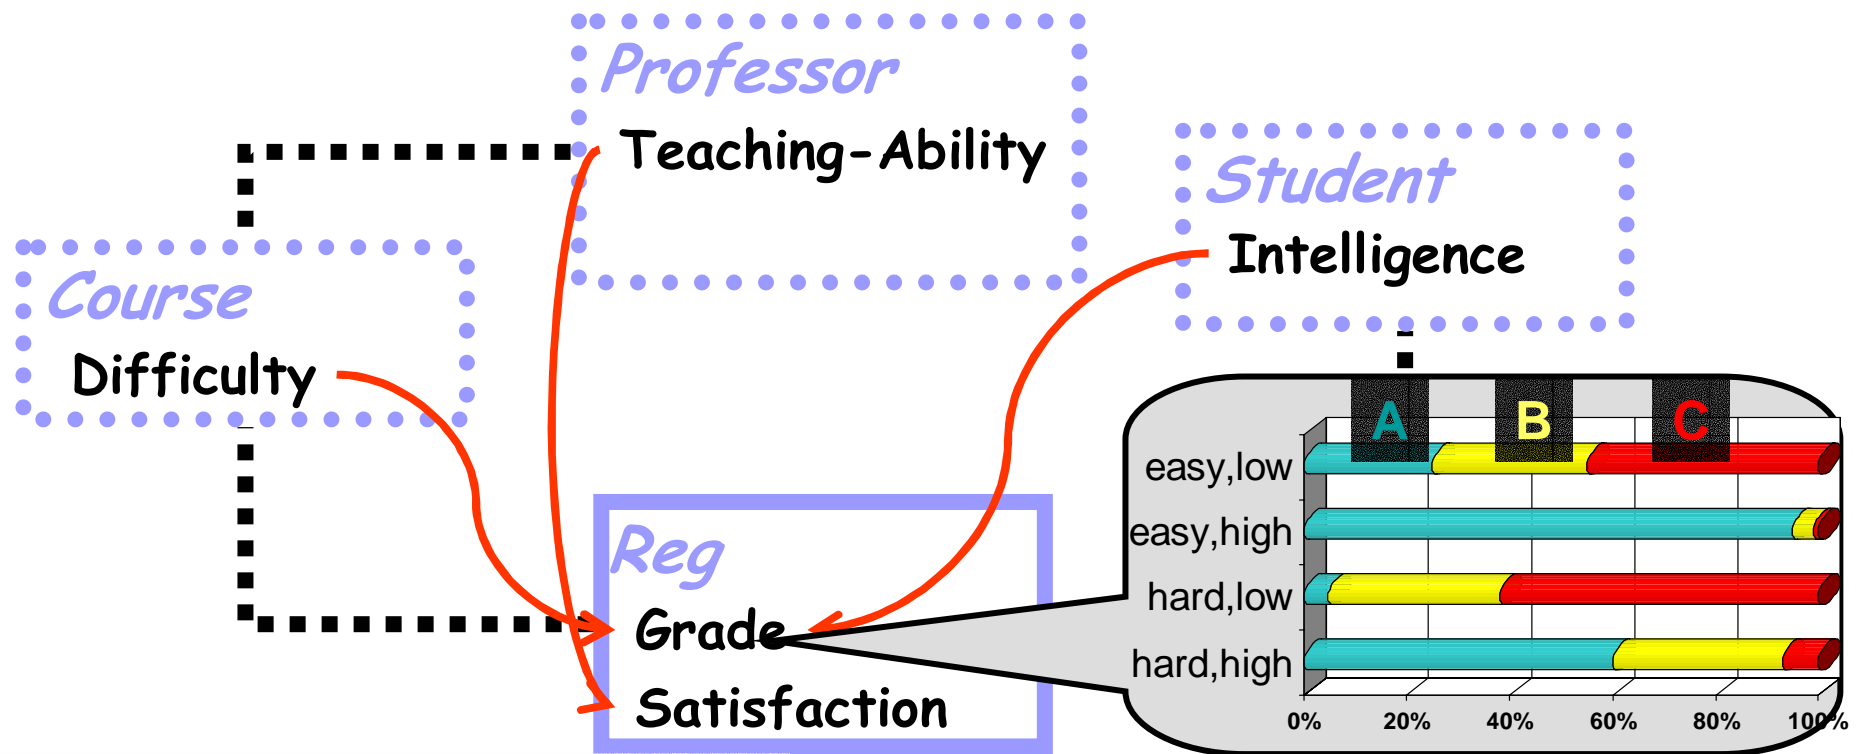 Professor
Teaching-Ability
Student
Intelligence
Course
Difficulty
Reg
Grade
Satisfaction
A B C
easy,low
easy,high
hard,low
hard,high
0% 20% 40% 60% 80% 100%